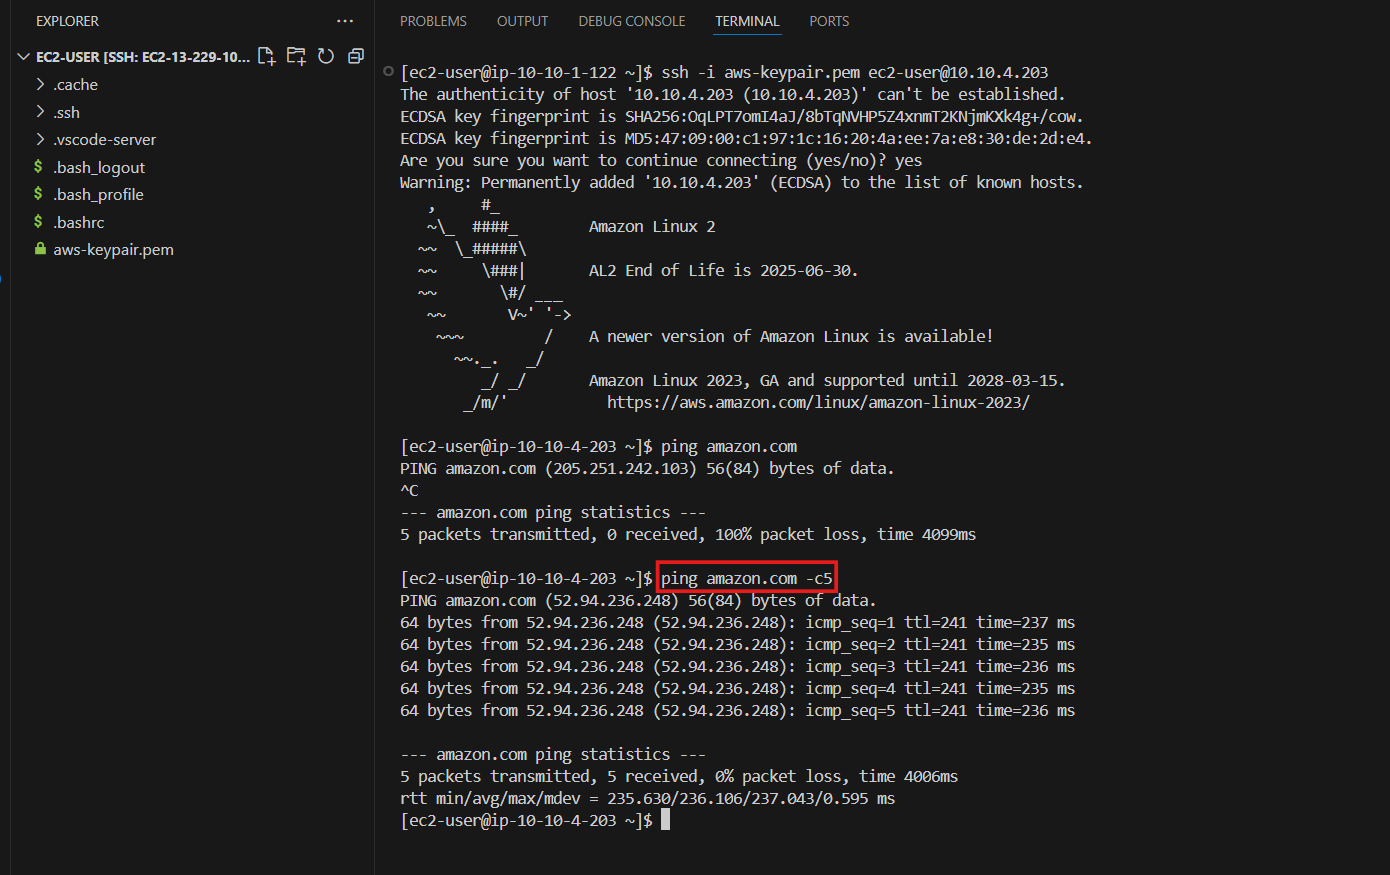 EXPLORER
EC2-USER [SSH: EC2-13-229-10...
.cache
.ssh
.vscode-server
.bash_logout
.bash_profile
.bashrc
aws-keypair.pem
PROBLEMS OUTPUT DEBUG CONSOLE TERMINAL PORTS
[ec2-user@ip-10-10-1-122 ~]$ ssh -i aws-keypair.pem ec2-user@10.10.4.203
The authenticity of host '10.10.4.203 (10.10.4.203)' can't be established.
ECDSA key fingerprint is SHA256:OqLPT7omI4aJ/8bTqNVHP5Z4xnmT2KNjmKXk4g+/cow.
ECDSA key fingerprint is MD5:47:09:00:c1:97:1c:16:20:4a:ee:7a:e8:30:de:2d:e4.
Are you sure you want to continue connecting (yes/no)? yes
Warning: Permanently added '10.10.4.203' (ECDSA) to the list of known hosts.
   ,     #_
   ~\_  ####_        Amazon Linux 2
  ~~  \_#####\
  ~~     \###|       AL2 End of Life is 2025-06-30.
  ~~       \#/ ___
   ~~       V~' '->
    ~~~         /    A newer version of Amazon Linux is available!
      ~~._.   _/
         _/ _/       Amazon Linux 2023, GA and supported until 2028-03-15.
       _/m/'           https://aws.amazon.com/linux/amazon-linux-2023/
[ec2-user@ip-10-10-4-203 ~]$ ping amazon.com
PING amazon.com (205.251.242.103) 56(84) bytes of data.
^C
--- amazon.com ping statistics ---
5 packets transmitted, 0 received, 100% packet loss, time 4099ms
[ec2-user@ip-10-10-4-203 ~]$ ping amazon.com -c5
PING amazon.com (52.94.236.248) 56(84) bytes of data.
64 bytes from 52.94.236.248 (52.94.236.248): icmp_seq=1 ttl=241 time=237 ms
64 bytes from 52.94.236.248 (52.94.236.248): icmp_seq=2 ttl=241 time=235 ms
64 bytes from 52.94.236.248 (52.94.236.248): icmp_seq=3 ttl=241 time=236 ms
64 bytes from 52.94.236.248 (52.94.236.248): icmp_seq=4 ttl=241 time=235 ms
64 bytes from 52.94.236.248 (52.94.236.248): icmp_seq=5 ttl=241 time=236 ms
--- amazon.com ping statistics ---
5 packets transmitted, 5 received, 0% packet loss, time 4006ms
rtt min/avg/max/mdev = 235.630/236.106/237.043/0.595 ms
[ec2-user@ip-10-10-4-203 ~]$